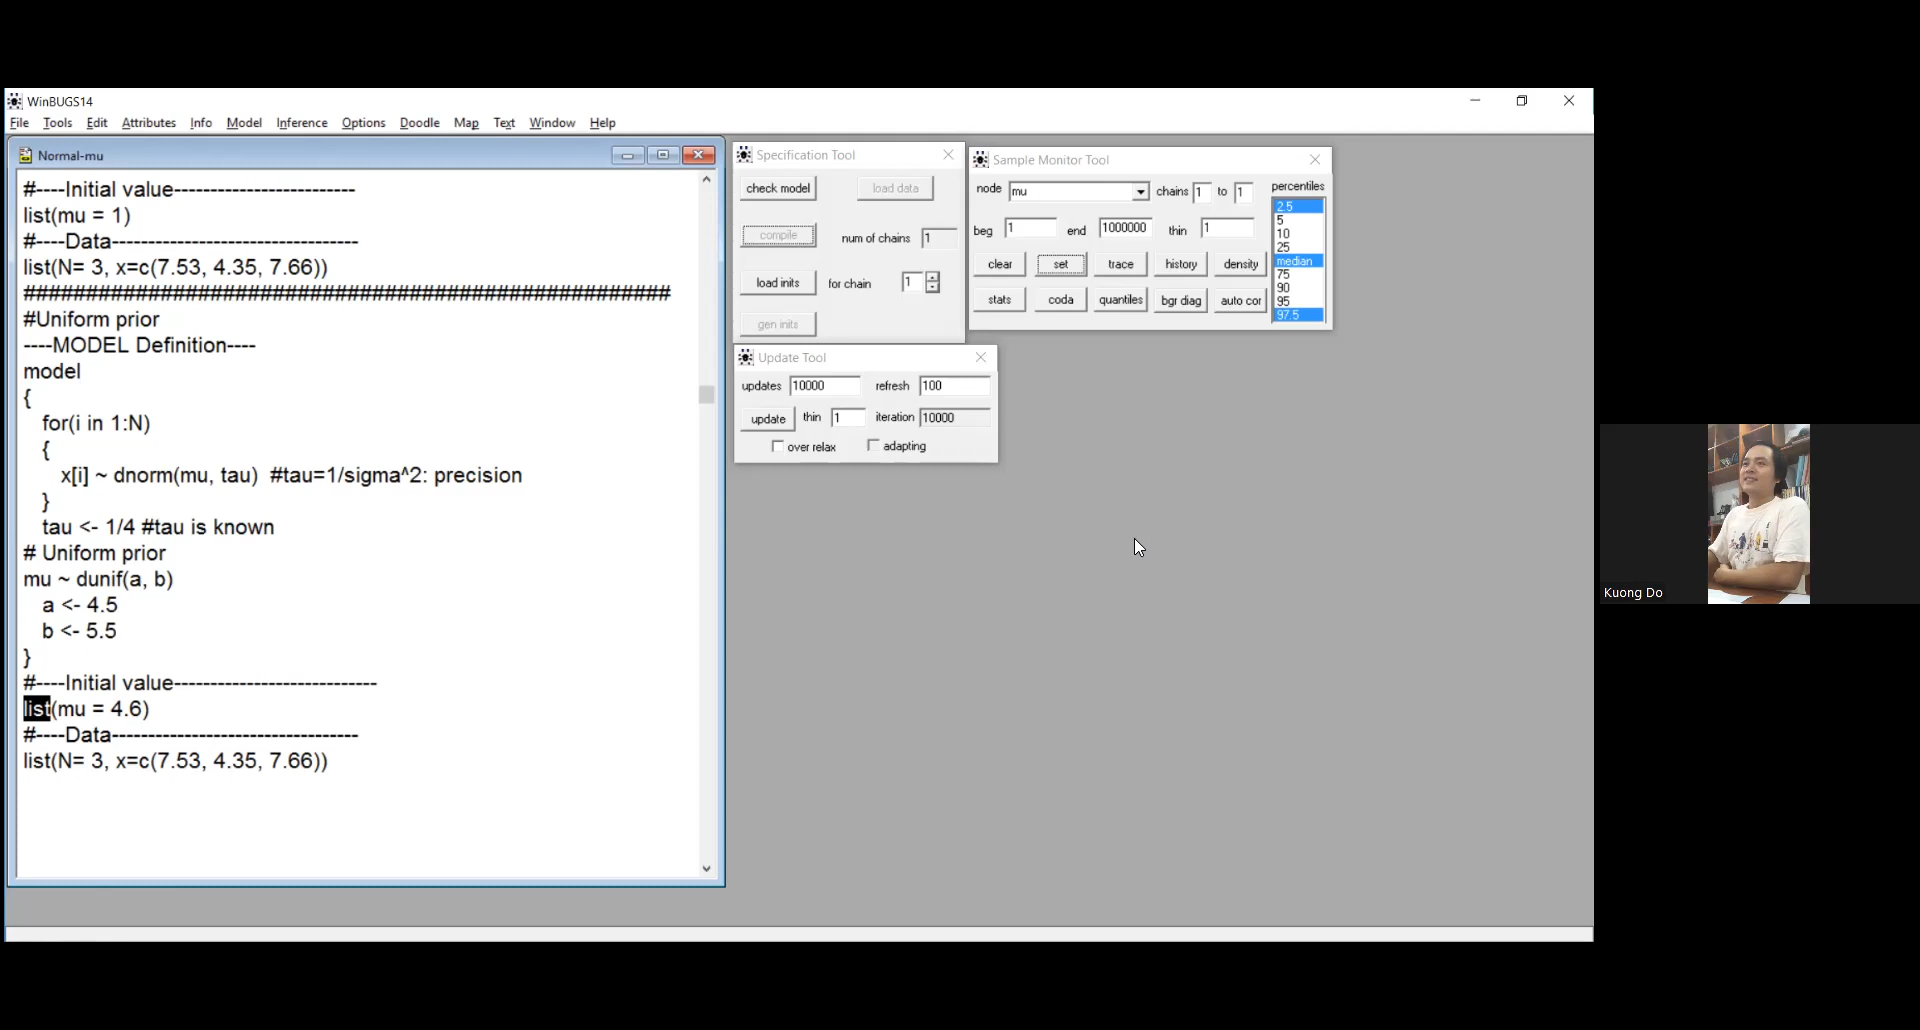 WinBUGS14
File Tools Edit Attributes Info Model Inference Options Doodle Map Text Window Help
Normal-mu
#----Initial value--------------------------
list(mu = 1)
#----Data----------------------------------
list(N= 3, x=c(7.53, 4.35, 7.66))
######################################################
#Uniform prior
----MODEL Definition----
model
{
for(i in 1:N)
{
x[i] ~ dnorm(mu, tau)  #tau=1/sigma^2: precision
}
tau <- 1/4 #tau is known
# Uniform prior
mu ~ dunif(a, b)
a <- 4.5
b <- 5.5
}
#----Initial value-----------------------------
list(mu = 4.6)
#----Data----------------------------------
list(N= 3, x=c(7.53, 4.35, 7.66))
Specification Tool
check model load data
compile num of chains 1
load inits for chain 1
gen inits
Sample Monitor Tool
node mu chains 1 to 1 percentiles
beg 1 end 1000000 thin 1
clear set trace history density
stats coda quantiles bgr diag auto cor
2.5
5
10
25
median
75
90
95
97.5
Update Tool
updates 10000 refresh 100
update thin 1 iteration 10000
over relax adapting
Kuong Do